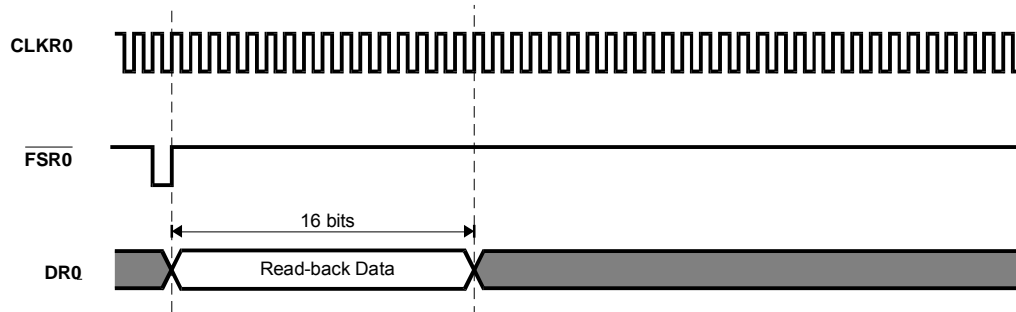 CLKR0
FSR0
16 bits
DR0
Read-back Data